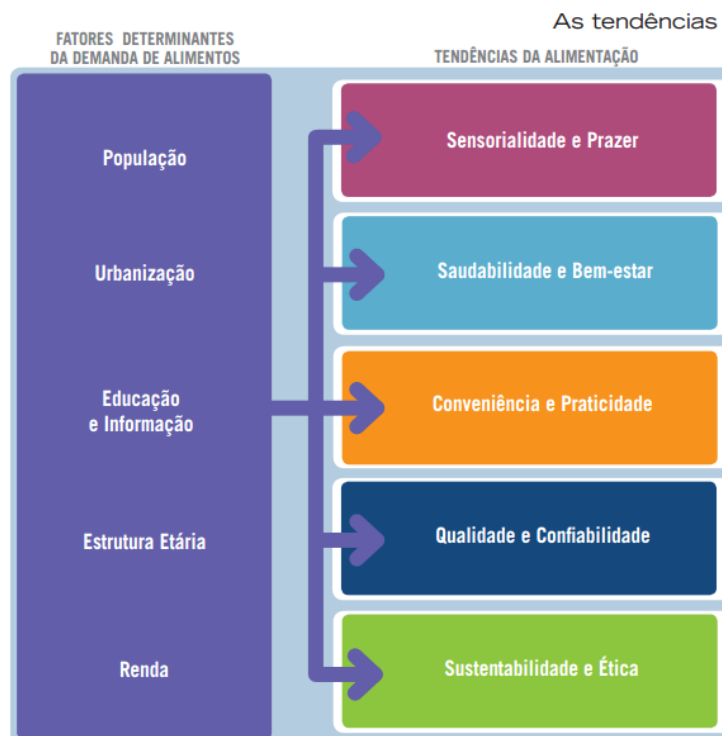 As tendências
FATORES DETERMINANTES
DA DEMANDA DE ALIMENTOS
População
Urbanização
Educação
e Informação
Estrutura Etária
Renda
TENDÊNCIAS DA ALIMENTAÇÃO
Sensorialidade e Prazer
Saudabilidade e Bem-estar
Conveniência e Praticidade
Qualidade e Confiabilidade
Sustentabilidade e Ética